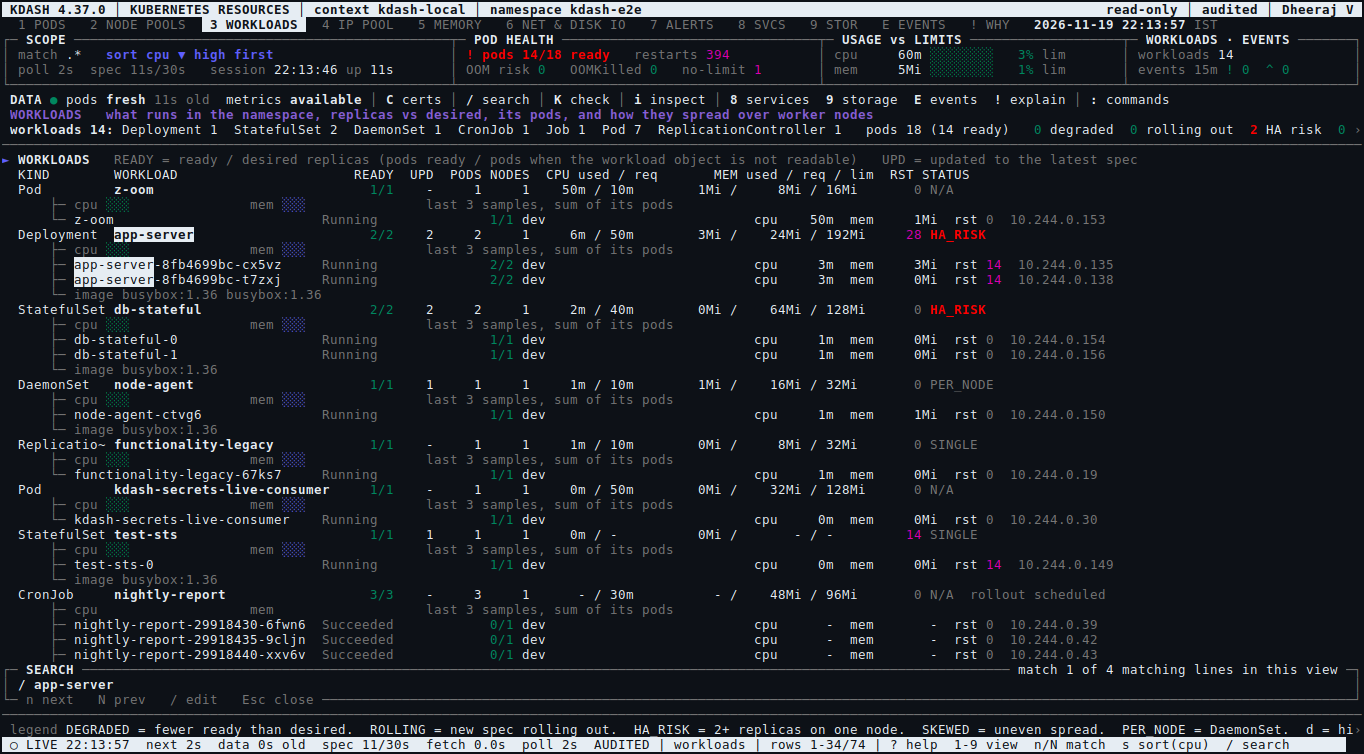 KDASH 4.37.0 │ KUBERNETES RESOURCES │ context kdash-local │ namespace kdash-e2e read-only │ audited │ Dheeraj V
1 PODS 2 NODE POOLS 3 WORKLOADS 4 IP POOL 5 MEMORY 6 NET & DISK IO 7 ALERTS 8 SVCS 9 STOR E EVENTS ! WHY 2026-11-19 22:13:57 IST
SCOPE POD HEALTH USAGE vs LIMITS WORKLOADS · EVENTS
match .* sort cpu ▼ high first ! pods 14/18 ready restarts 394 cpu 60m 3% lim workloads 14
poll 2s spec 11s/30s session 22:13:46 up 11s OOM risk 0 OOMKilled 0 no-limit 1 mem 5Mi 1% lim events 15m ! 0 ^ 0
DATA ● pods fresh 11s old metrics available │ C certs │ / search │ K check │ i inspect │ 8 services 9 storage E events ! explain │ : commands
WORKLOADS what runs in the namespace, replicas vs desired, its pods, and how they spread over worker nodes
workloads 14: Deployment 1 StatefulSet 2 DaemonSet 1 CronJob 1 Job 1 Pod 7 ReplicationController 1 pods 18 (14 ready) 0 degraded 0 rolling out 2 HA risk 0 ›
► WORKLOADS READY = ready / desired replicas (pods ready / pods when the workload object is not readable) UPD = updated to the latest spec
KIND WORKLOAD READY UPD PODS NODES CPU used / req MEM used / req / lim RST STATUS
Pod z-oom 1/1 - 1 1 50m / 10m 1Mi / 8Mi / 16Mi 0 N/A
├─ cpu mem last 3 samples, sum of its pods
└─ z-oom Running 1/1 dev cpu 50m mem 1Mi rst 0 10.244.0.153
Deployment app-server 2/2 2 2 1 6m / 50m 3Mi / 24Mi / 192Mi 28 HA_RISK
├─ cpu mem last 3 samples, sum of its pods
├─ app-server-8fb4699bc-cx5vz Running 2/2 dev cpu 3m mem 3Mi rst 14 10.244.0.135
├─ app-server-8fb4699bc-t7zxj Running 2/2 dev cpu 3m mem 0Mi rst 14 10.244.0.138
└─ image busybox:1.36 busybox:1.36
StatefulSet db-stateful 2/2 2 2 1 2m / 40m 0Mi / 64Mi / 128Mi 0 HA_RISK
├─ cpu mem last 3 samples, sum of its pods
├─ db-stateful-0 Running 1/1 dev cpu 1m mem 0Mi rst 0 10.244.0.154
├─ db-stateful-1 Running 1/1 dev cpu 1m mem 0Mi rst 0 10.244.0.156
└─ image busybox:1.36
DaemonSet node-agent 1/1 1 1 1 1m / 10m 1Mi / 16Mi / 32Mi 0 PER_NODE
├─ cpu mem last 3 samples, sum of its pods
├─ node-agent-ctvg6 Running 1/1 dev cpu 1m mem 1Mi rst 0 10.244.0.150
└─ image busybox:1.36
Replicatio~ functionality-legacy 1/1 - 1 1 1m / 10m 0Mi / 8Mi / 32Mi 0 SINGLE
├─ cpu mem last 3 samples, sum of its pods
└─ functionality-legacy-67ks7 Running 1/1 dev cpu 1m mem 0Mi rst 0 10.244.0.19
Pod kdash-secrets-live-consumer 1/1 - 1 1 0m / 50m 0Mi / 32Mi / 128Mi 0 N/A
├─ cpu mem last 3 samples, sum of its pods
└─ kdash-secrets-live-consumer Running 1/1 dev cpu 0m mem 0Mi rst 0 10.244.0.30
StatefulSet test-sts 1/1 1 1 1 0m / - 0Mi / - / - 14 SINGLE
├─ cpu mem last 3 samples, sum of its pods
├─ test-sts-0 Running 1/1 dev cpu 0m mem 0Mi rst 14 10.244.0.149
└─ image busybox:1.36
CronJob nightly-report 3/3 - 3 1 - / 30m - / 48Mi / 96Mi 0 N/A rollout scheduled
├─ cpu mem last 3 samples, sum of its pods
├─ nightly-report-29918430-6fwn6 Succeeded 0/1 dev cpu - mem - rst 0 10.244.0.39
├─ nightly-report-29918435-9cljn Succeeded 0/1 dev cpu - mem - rst 0 10.244.0.42
├─ nightly-report-29918440-xxv6v Succeeded 0/1 dev cpu - mem - rst 0 10.244.0.43
SEARCH match 1 of 4 matching lines in this view
/ app-server
n next N prev / edit Esc close
legend DEGRADED = fewer ready than desired. ROLLING = new spec rolling out. HA_RISK = 2+ replicas on one node. SKEWED = uneven spread. PER_NODE = DaemonSet. d = hi›
○ LIVE 22:13:57 next 2s data 0s old spec 11/30s fetch 0.0s poll 2s AUDITED │ workloads │ rows 1-34/74 │ ? help 1-9 view n/N match s sort(cpu) / search